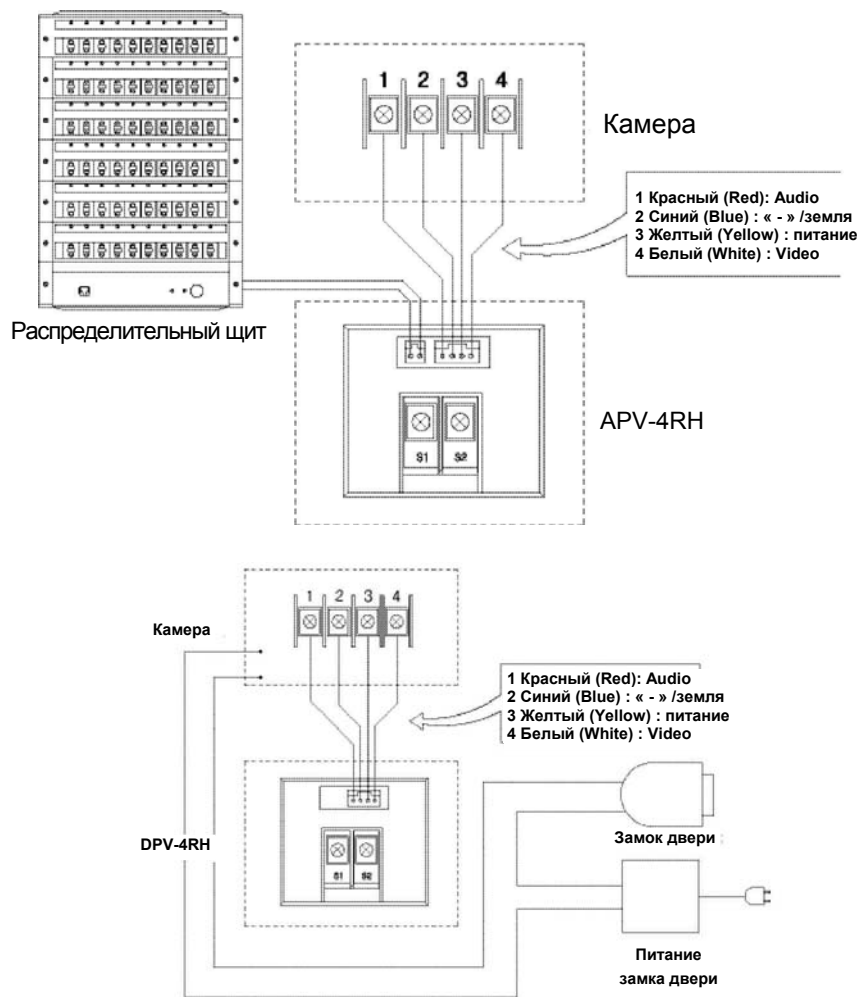 1 2 3 4
Камера
1 Красный (Red): Audio
2 Синий (Blue) : « - » /земля
3 Желтый (Yellow) : питание
4 Белый (White) : Video
Распределительный щит
APV-4RH
S1 S2
1 2 3 4
Камера
1 Красный (Red): Audio
2 Синий (Blue) : « - » /земля
3 Желтый (Yellow) : питание
4 Белый (White) : Video
DPV-4RH
S1 S2
Замок двери
Питание
замка двери